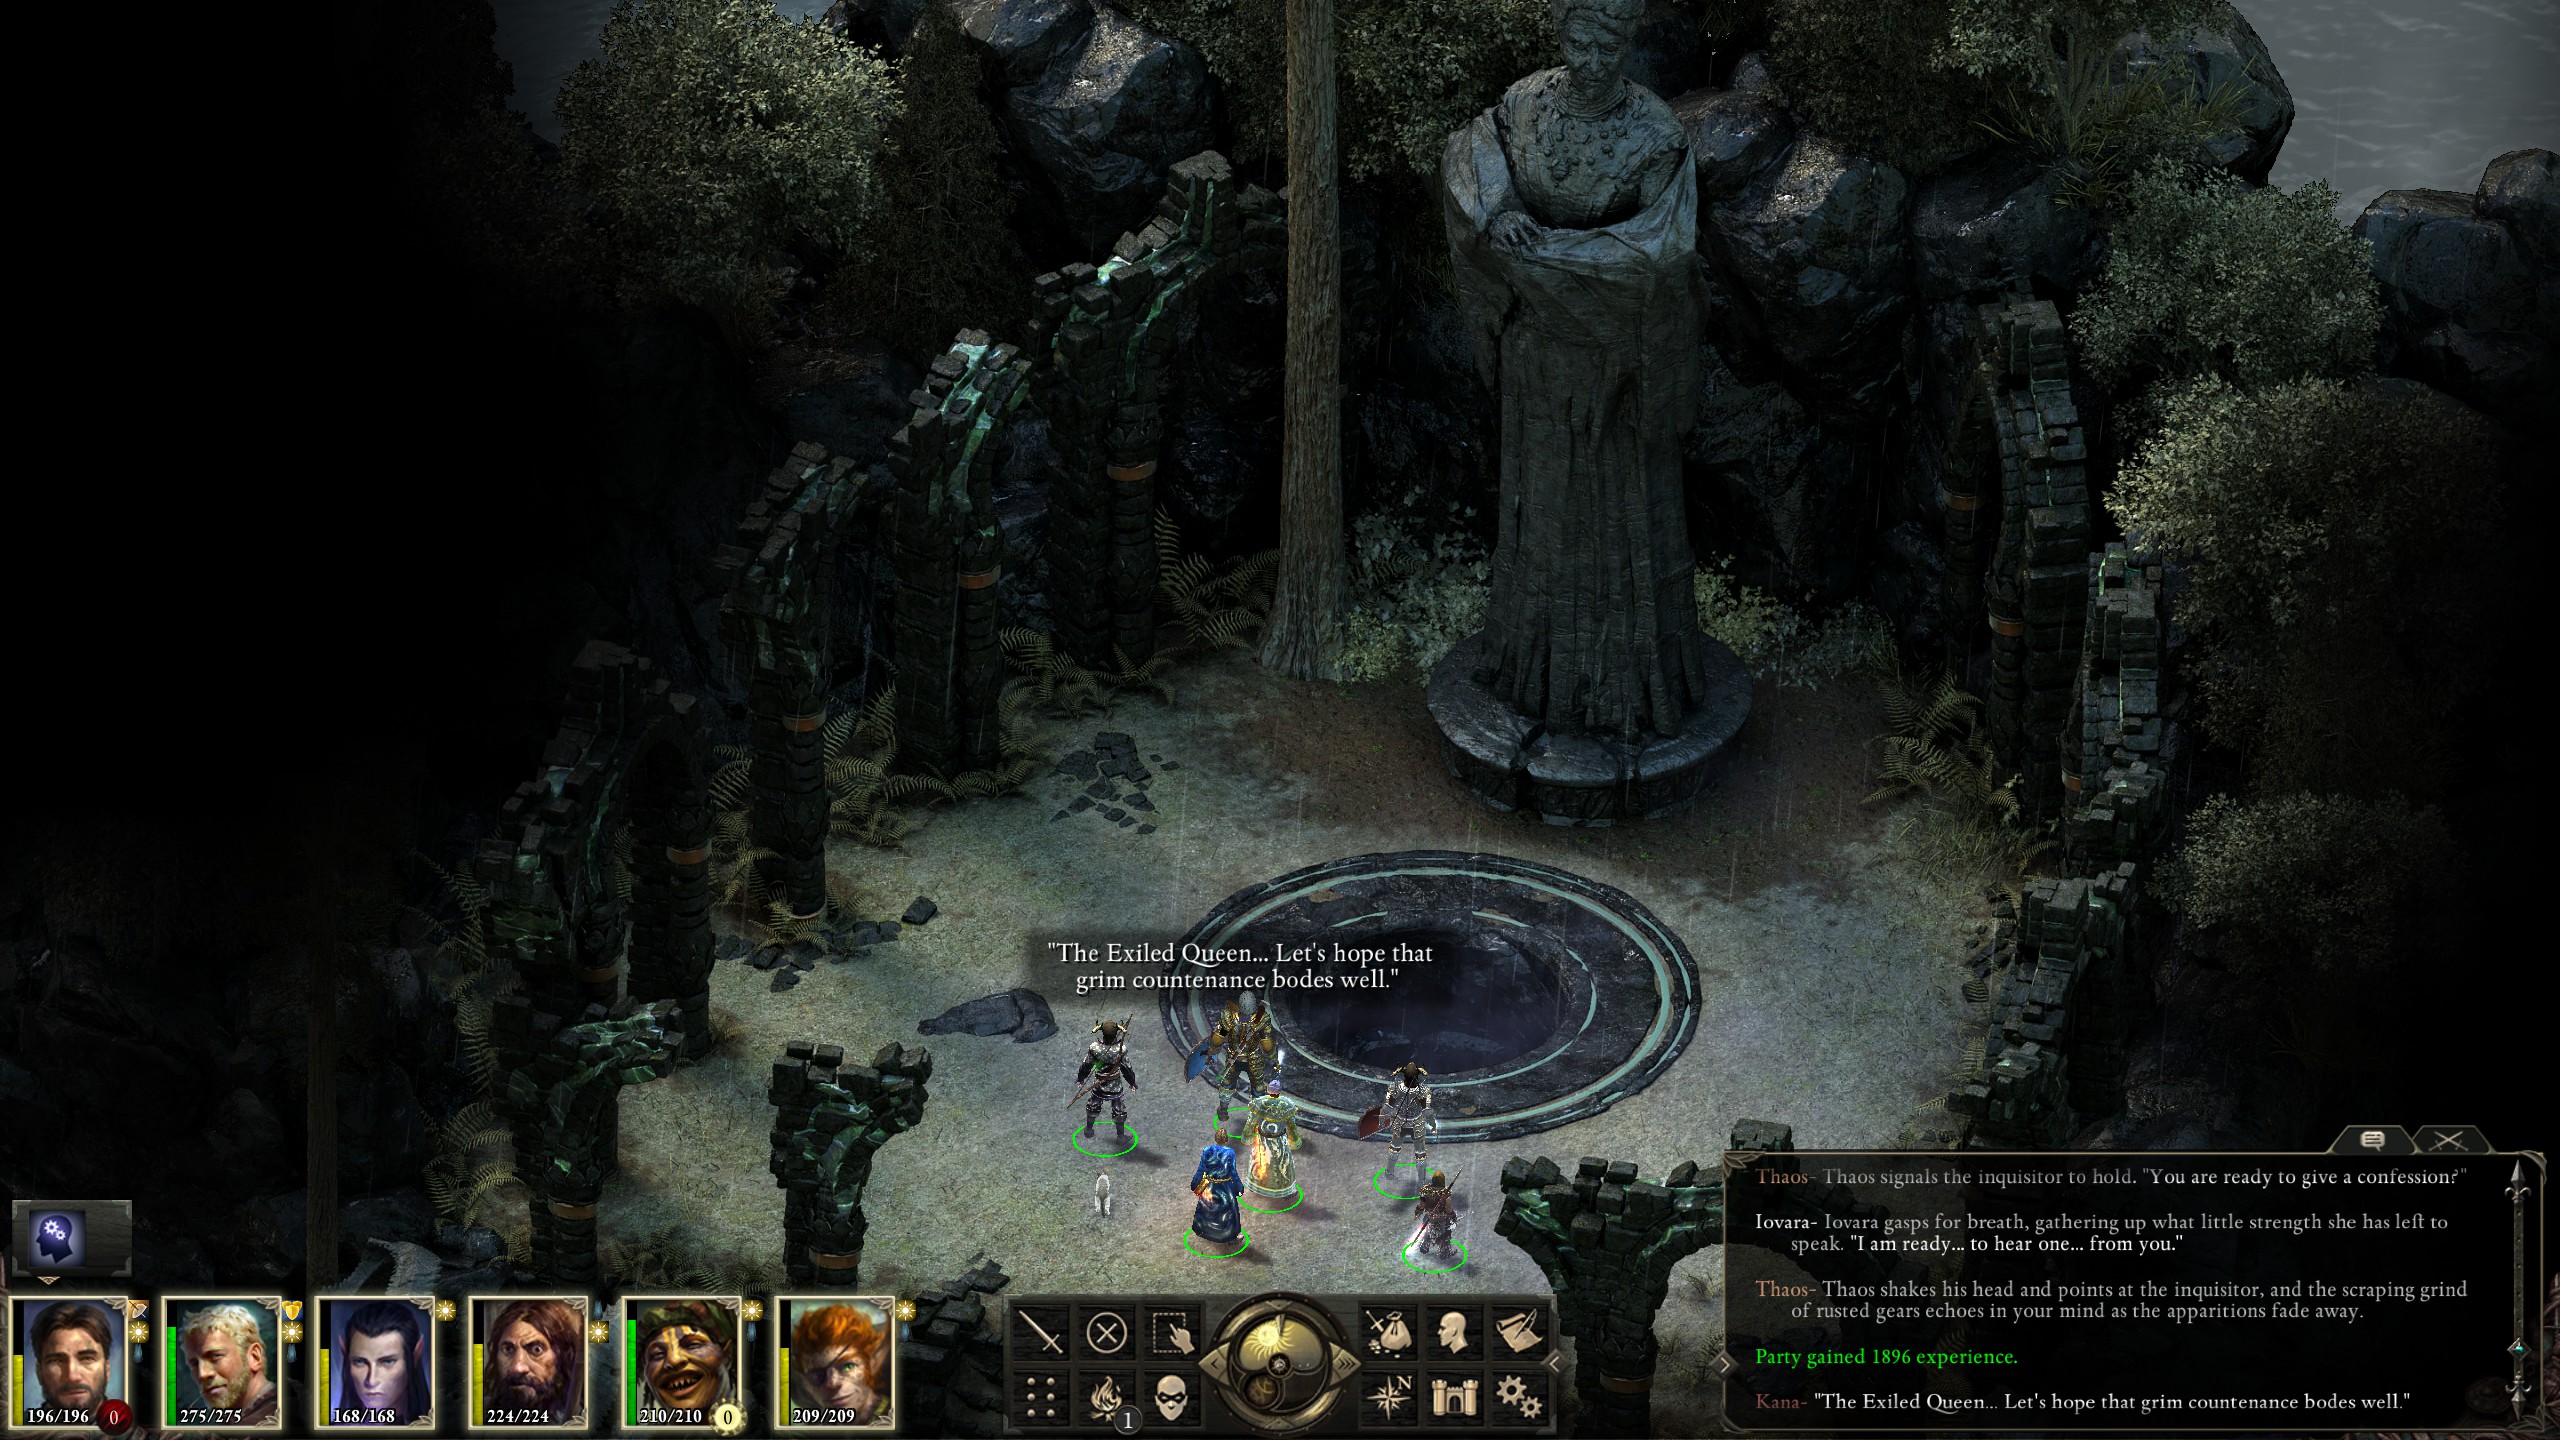 "The Exiled Queen... Let's hope that
grim countenance bodes well."
Thaos- Thaos signals the inquisitor to hold. "You are ready to give a confession?"
Iovara- Iovara gasps for breath, gathering up what little strength she has left to
speak. "I am ready... to hear one... from you."
Thaos- Thaos shakes his head and points at the inquisitor, and the scraping grind
of rusted gears echoes in your mind as the apparitions fade away.
Party gained 1896 experience.
Kana- "The Exiled Queen... Let's hope that grim countenance bodes well."
196/196 0
275/275
168/168
224/224
210/210 0
209/209
1
N